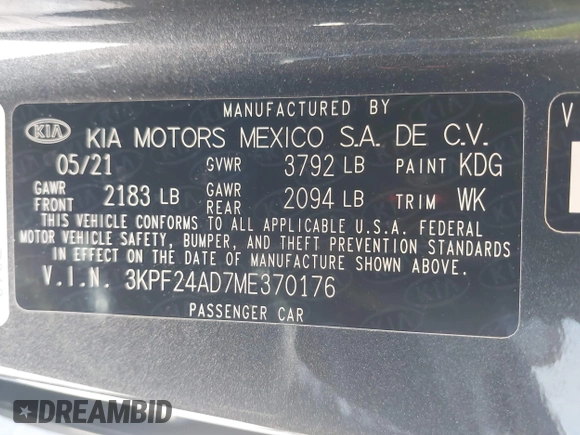 MANUFACTURED BY
KIA KIA MOTORS MEXICO S.A. DE C.V.
05/21 GVWR 3792 LB PAINT KDG
GAWR FRONT 2183 LB GAWR REAR 2094 LB TRIM WK
THIS VEHICLE CONFORMS TO ALL APPLICABLE U.S.A. FEDERAL
MOTOR VEHICLE SAFETY, BUMPER, AND THEFT PREVENTION STANDARDS
IN EFFECT ON THE DATE OF MANUFACTURE SHOWN ABOVE.
V.I.N. 3KPF24AD7ME370176
PASSENGER CAR
V
DREAMBID